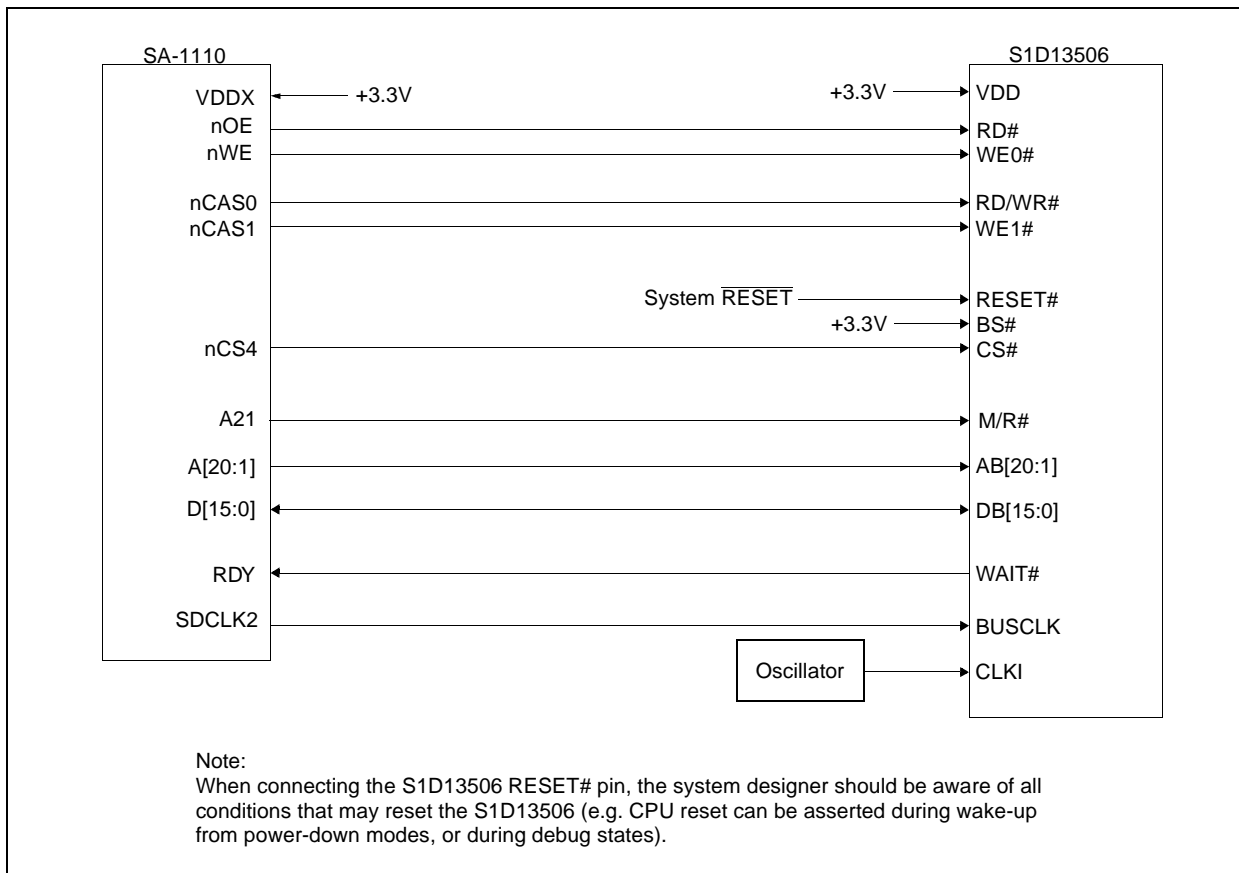 SA-1110 S1D13506
VDDX +3.3V +3.3V VDD
nOE RD#
nWE WE0#
nCAS0 RD/WR#
nCAS1 WE1#
System RESET RESET#
+3.3V BS#
nCS4 CS#
A21 M/R#
A[20:1] AB[20:1]
D[15:0] DB[15:0]
RDY WAIT#
SDCLK2 BUSCLK
Oscillator CLKI
Note:
When connecting the S1D13506 RESET# pin, the system designer should be aware of all
conditions that may reset the S1D13506 (e.g. CPU reset can be asserted during wake-up
from power-down modes, or during debug states).